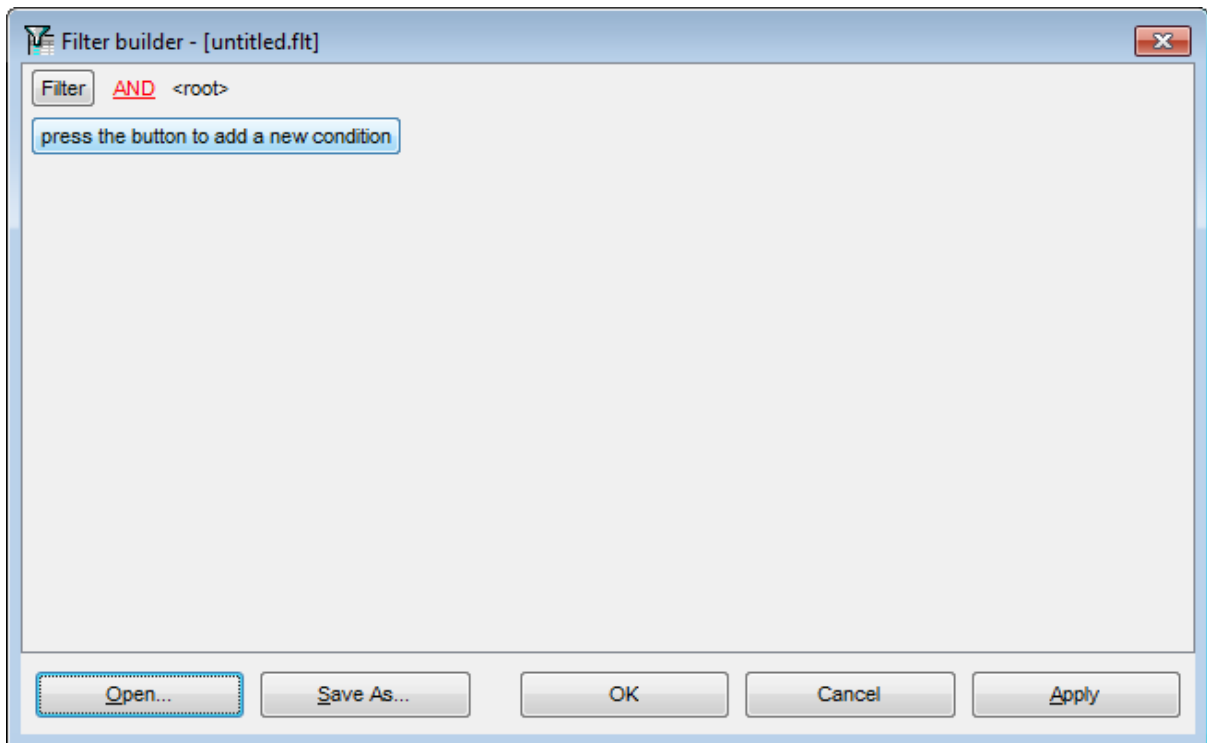 Filter builder - [untitled.flt]
Filter AND <root>
press the button to add a new condition
Open... Save As... OK Cancel Apply